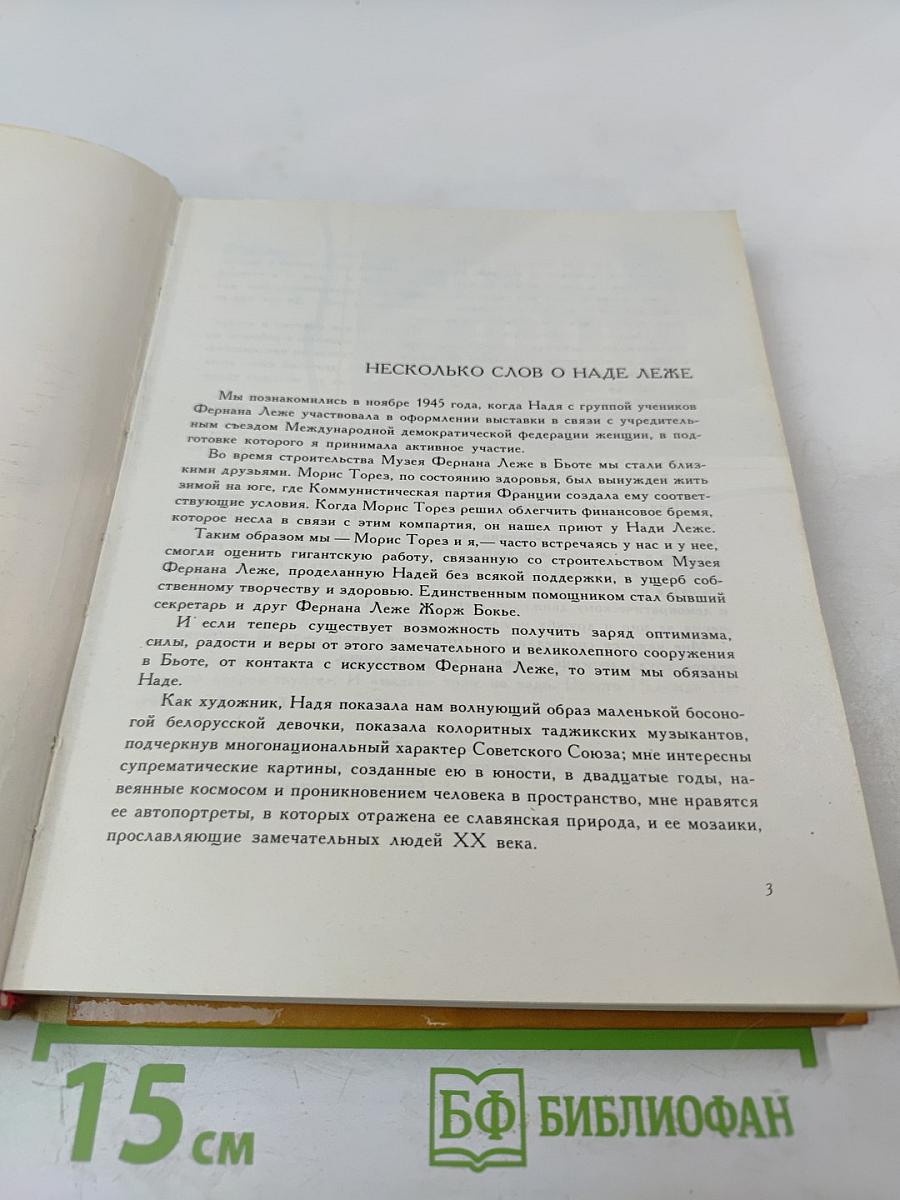 НЕСКОЛЬКО СЛОВ О НАДЕ ЛЕЖЕ
Мы познакомились в ноябре 1945 года, когда Надя с группой учеников
Фернана Леже участвовала в оформлении выставки в связи с учредитель-
ным съездом Международной демократической федерации женщин, в под-
готовке которого я принимала активное участие.
Во время строительства Музея Фернана Леже в Бьоте мы стали близ-
кими друзьями. Морис Торез, по состоянию здоровья, был вынужден жить
зимой на юге, где Коммунистическая партия Франции создала ему соответ-
ствующие условия. Когда Морис Торез решил облегчить финансовое бремя,
которое несла в связи с этим компартия, он нашел приют у Нади Леже.
Таким образом мы — Морис Торез и я,— часто встречаясь у нас и у нее,
смогли оценить гигантскую работу, связанную со строительством Музея
Фернана Леже, проделанную Надей без всякой поддержки, в ущерб соб-
ственному творчеству и здоровью. Единственным помощником стал бывший
секретарь и друг Фернана Леже Жорж Бокье.
И если теперь существует возможность получить заряд оптимизма,
силы, радости и веры от этого замечательного и великолепного сооружения
в Бьоте, от контакта с искусством Фернана Леже, то этим мы обязаны
Наде.
Как художник, Надя показала нам волнующий образ маленькой босоно-
гой белорусской девочки, показала колоритных таджикских музыкантов,
подчеркнув многонациональный характер Советского Союза; мне интересны
супрематические картины, созданные ею в юности, в двадцатые годы, на-
веянные космосом и проникновением человека в пространство, мне нравятся
ее автопортреты, в которых отражена ее славянская природа, и ее мозаики,
прославляющие замечательных людей XX века.
3
15 см
БФ БИБЛИОФАН